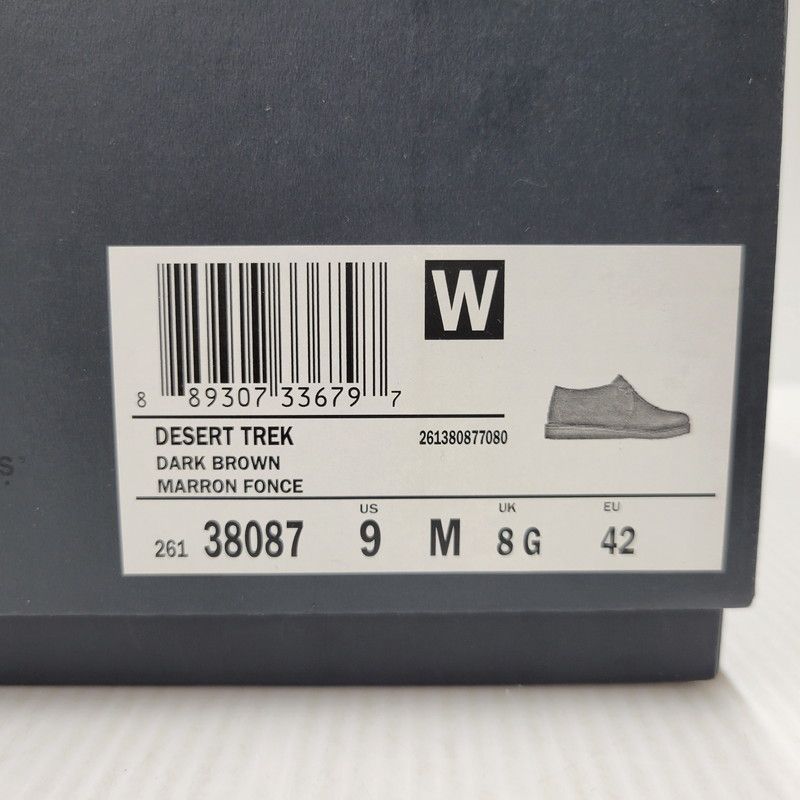 W
8 89307 33679 7
DESERT TREK 261380877080
DARK BROWN
MARRON FONCE
US UK EU
261 38087 9 M 8 G 42